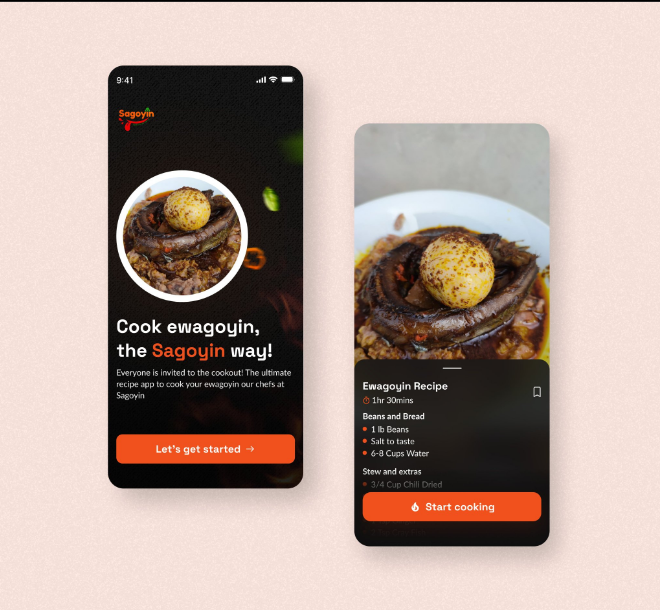 9:41
Sagoyin
Cook ewagoyin,
the Sagoyin way!
Everyone is invited to the cookout! The ultimate
recipe app to cook your ewagoyin our chefs at
Sagoyin
Let's get started →
Ewagoyin Recipe
1hr 30mins
Beans and Bread
1 lb Beans
Salt to taste
6-8 Cups Water
Stew and extras
3/4 Cup Chili Dried
Start cooking